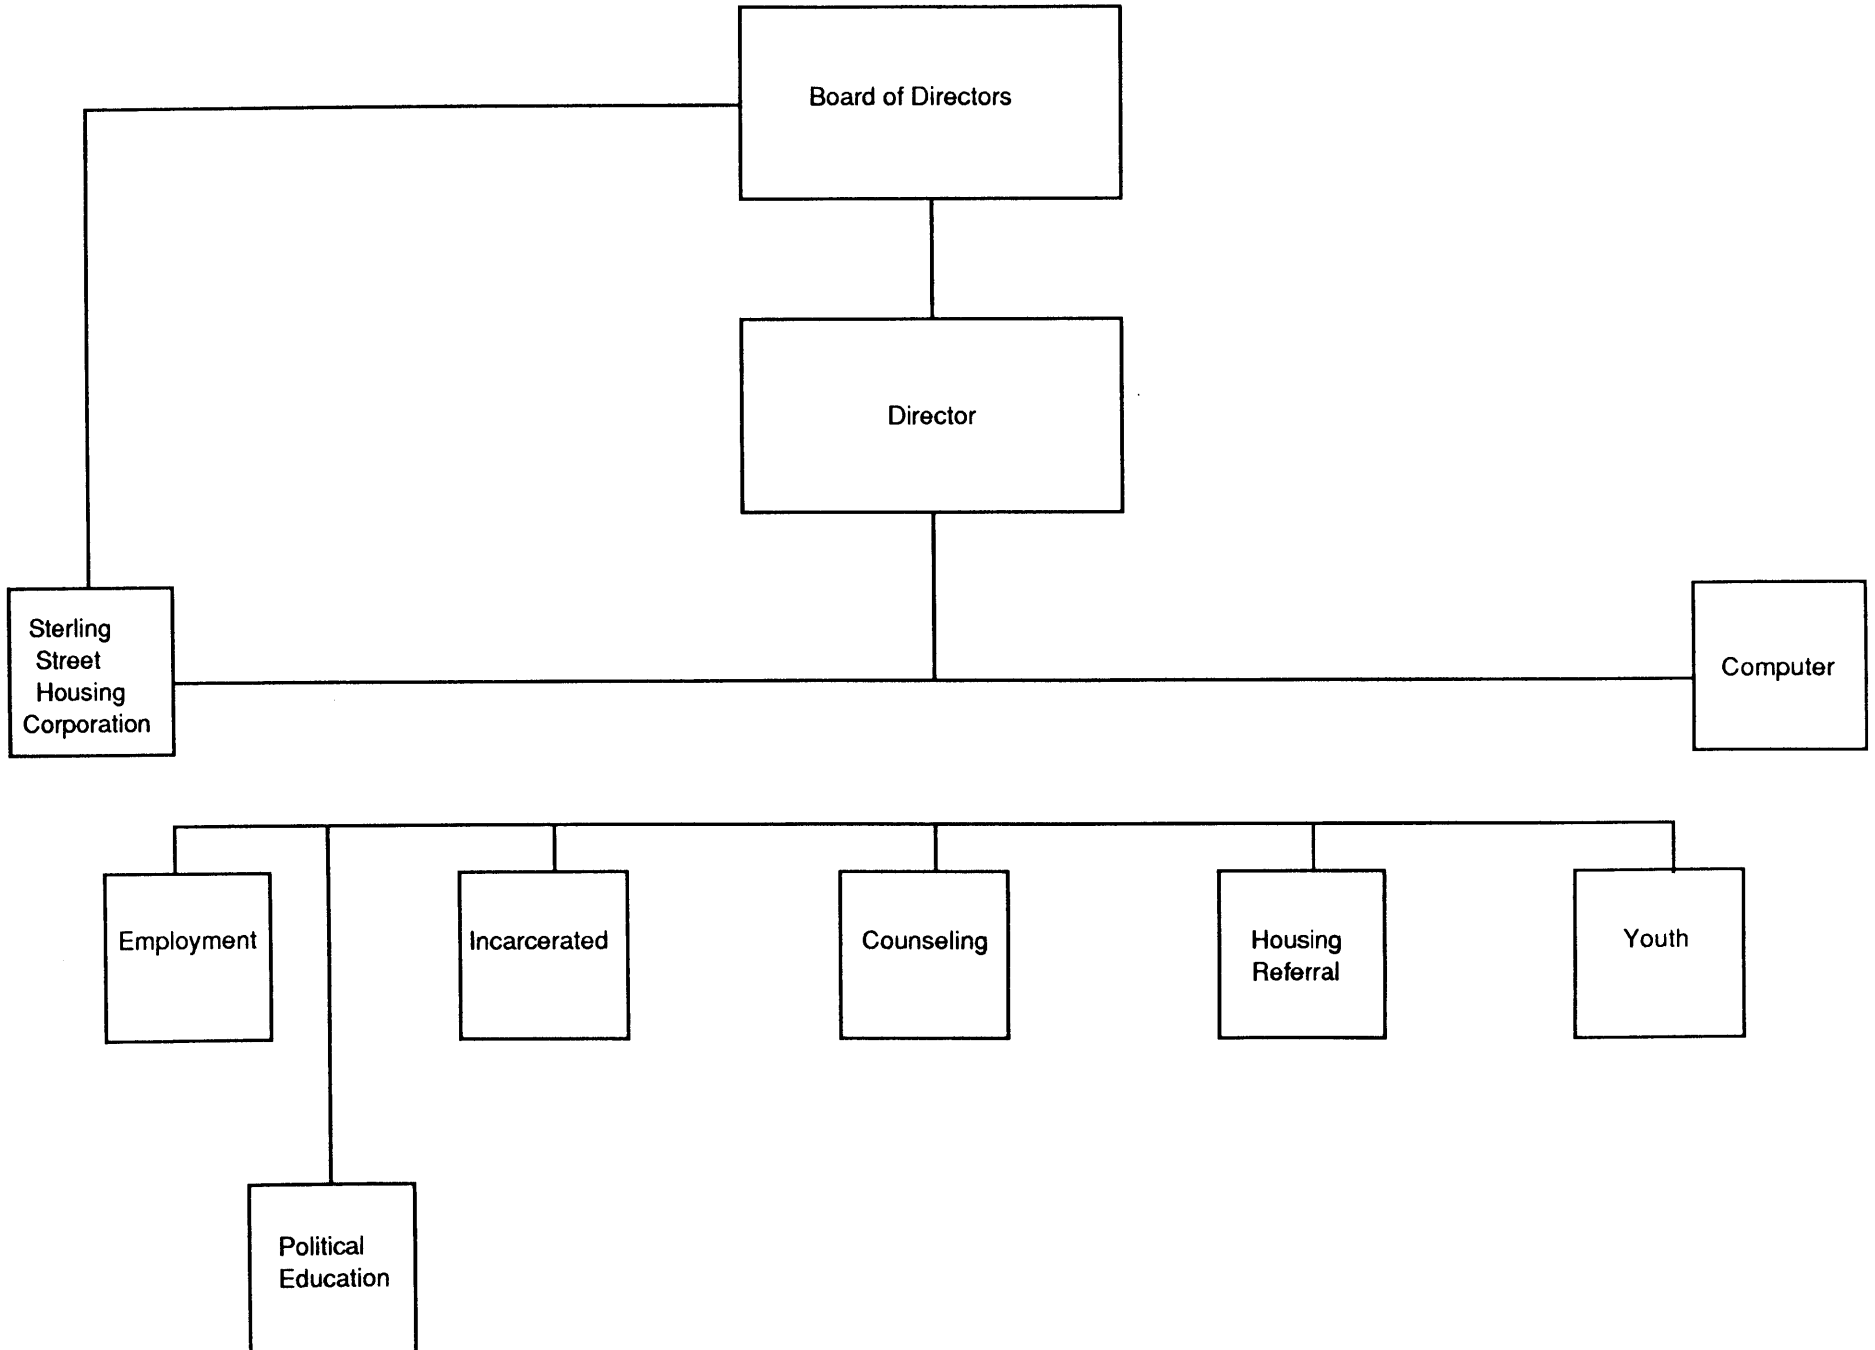 Board of Directors
Director
Sterling
Street
Housing
Corporation
Computer
Employment
Incarcerated
Counseling
Housing
Referral
Youth
Political
Education